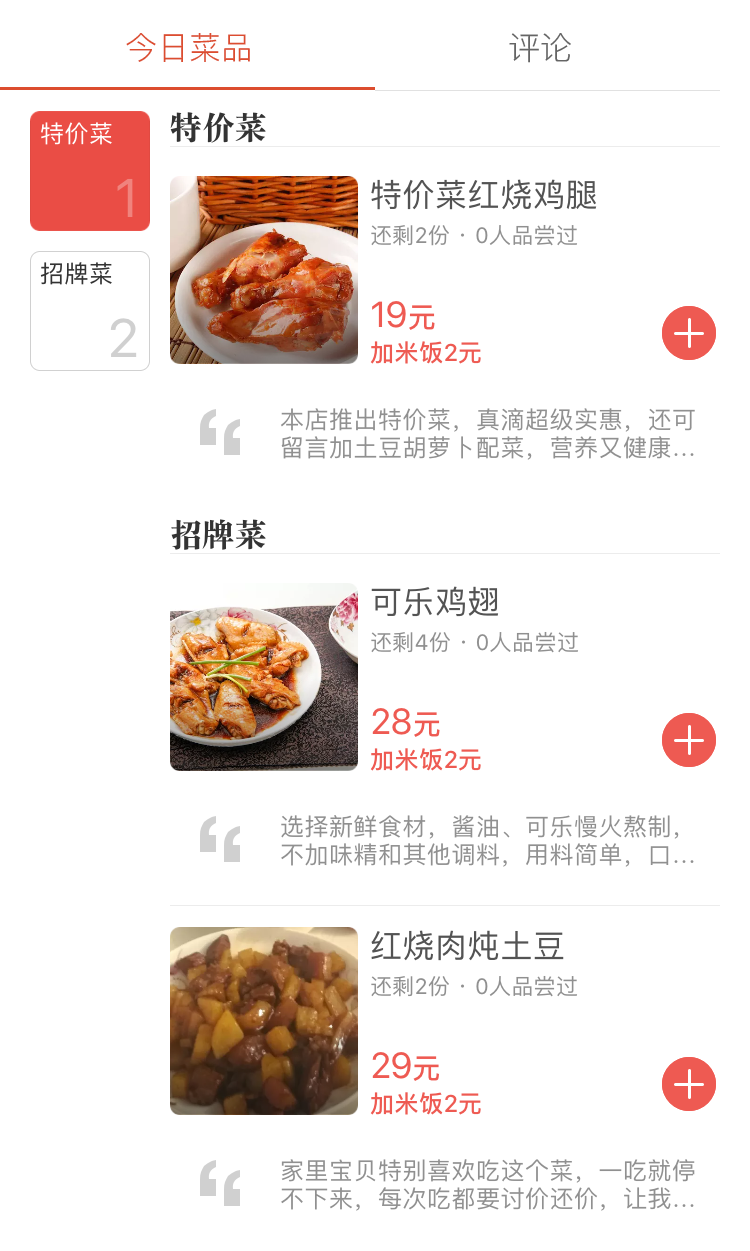 今日菜品
评论
特价菜
1
招牌菜
2
特价菜
特价菜红烧鸡腿
还剩2份 · 0人品尝过
19元
加米饭2元
本店推出特价菜，真滴超级实惠，还可
留言加土豆胡萝卜配菜，营养又健康...
招牌菜
可乐鸡翅
还剩4份 · 0人品尝过
28元
加米饭2元
选择新鲜食材，酱油、可乐慢火熬制，
不加味精和其他调料，用料简单，口...
红烧肉炖土豆
还剩2份 · 0人品尝过
29元
加米饭2元
家里宝贝特别喜欢吃这个菜，一吃就停
不下来，每次吃都要讨价还价，让我...